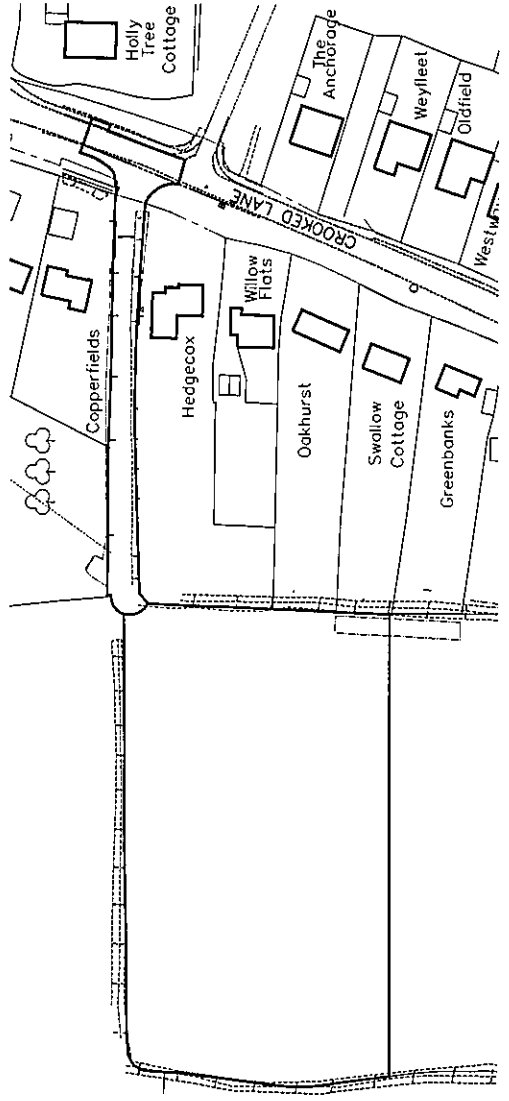 Holly
Tree
Cottage
The
Anchorage
Weyfleet
Oldfield
CROOKED LANE
Copperfields
Hedgecox
Willow
Flats
Oakhurst
Swallow
Cottage
Greenbanks